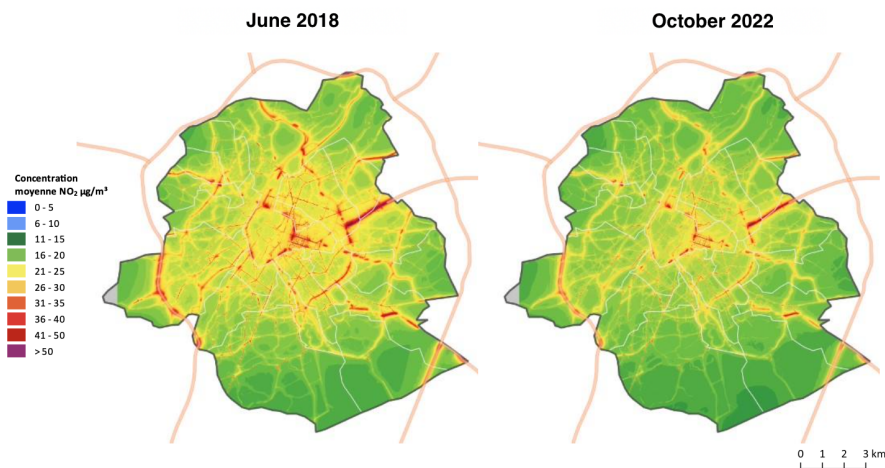 June 2018
October 2022
Concentration
moyenne NO₂ µg/m³
0 - 5
6 - 10
11 - 15
16 - 20
21 - 25
26 - 30
31 - 35
36 - 40
41 - 50
> 50
0 1 2 3 km